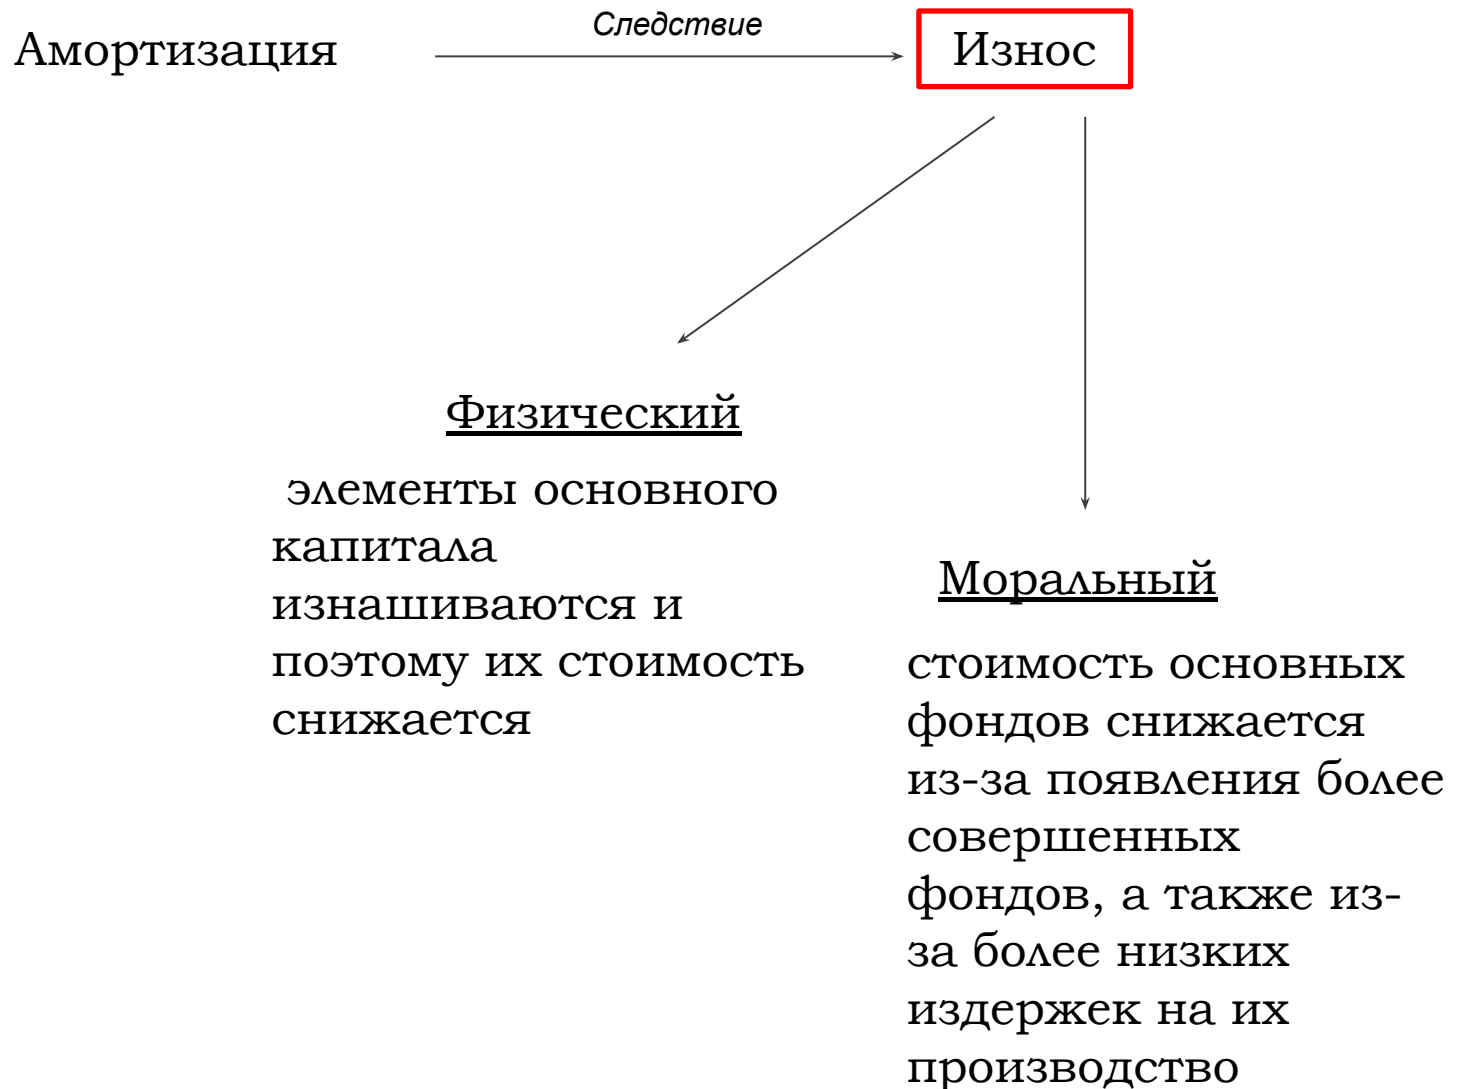 Амортизация
Следствие
Износ
Физический
элементы основного
капитала
изнашиваются и
поэтому их стоимость
снижается
Моральный
стоимость основных
фондов снижается
из-за появления более
совершенных
фондов, а также из-
за более низких
издержек на их
производство